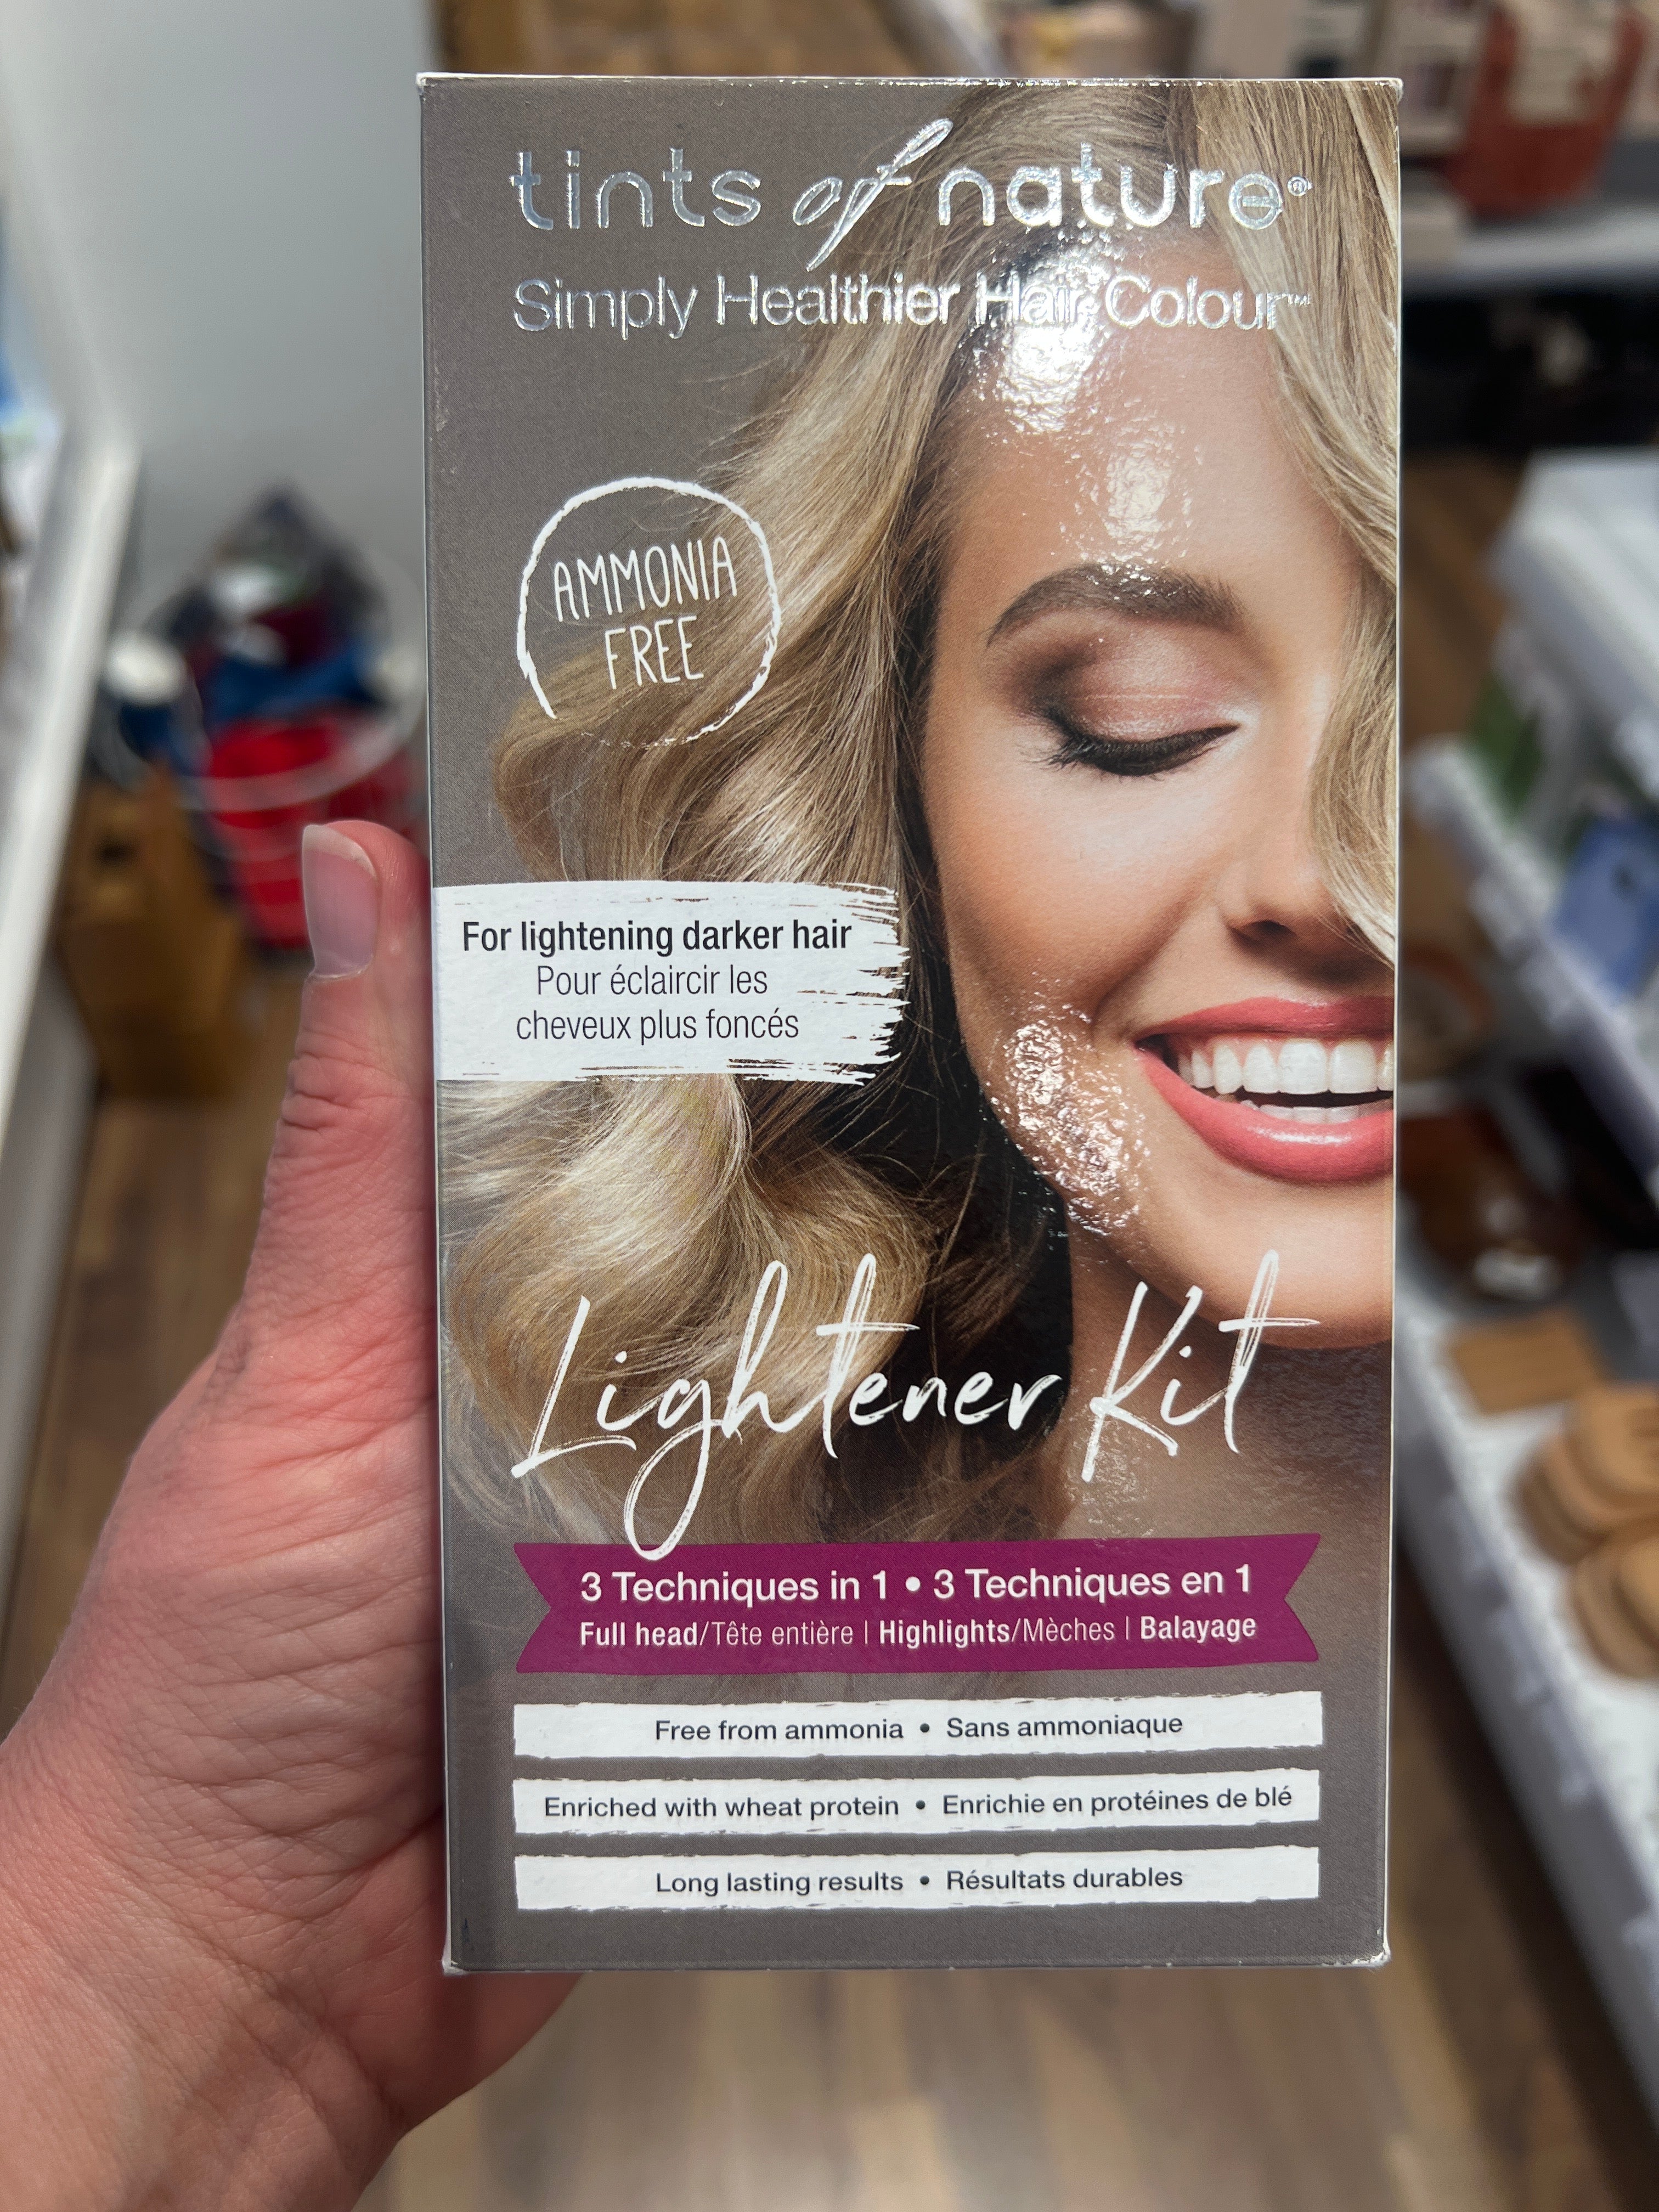 tints of nature®
Simply Healthier Hair Colour™
AMMONIA
FREE
For lightening darker hair
Pour éclaircir les
cheveux plus foncés
Lightener Kit
3 Techniques in 1 • 3 Techniques en 1
Full head/Tête entière | Highlights/Mèches | Balayage
Free from ammonia • Sans ammoniaque
Enriched with wheat protein • Enrichie en protéines de blé
Long lasting results • Résultats durables